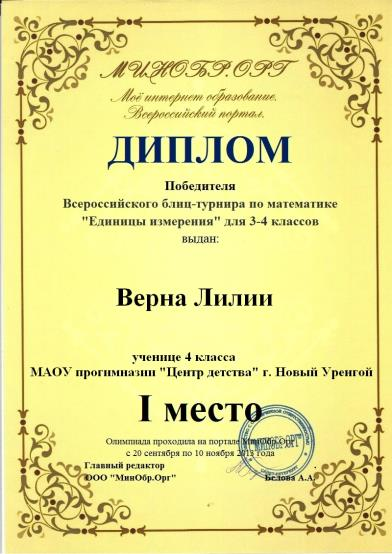 МИНОБР.ОРГ
Моё интернет образование.
Всероссийский портал.
ДИПЛОМ
Победителя
Всероссийского блиц-турнира по математике
"Единицы измерения" для 3-4 классов
выдан:
Верна Лилии
ученице 4 класса
МАОУ прогимназии "Центр детства" г. Новый Уренгой
I место
Олимпиада проходила на портале МинОбр.Орг
с 20 сентября по 10 ноября 2013 года
Главный редактор
ООО "МинОбр.Орг" Белова А.А.
"МИНОБР.ОРГ"